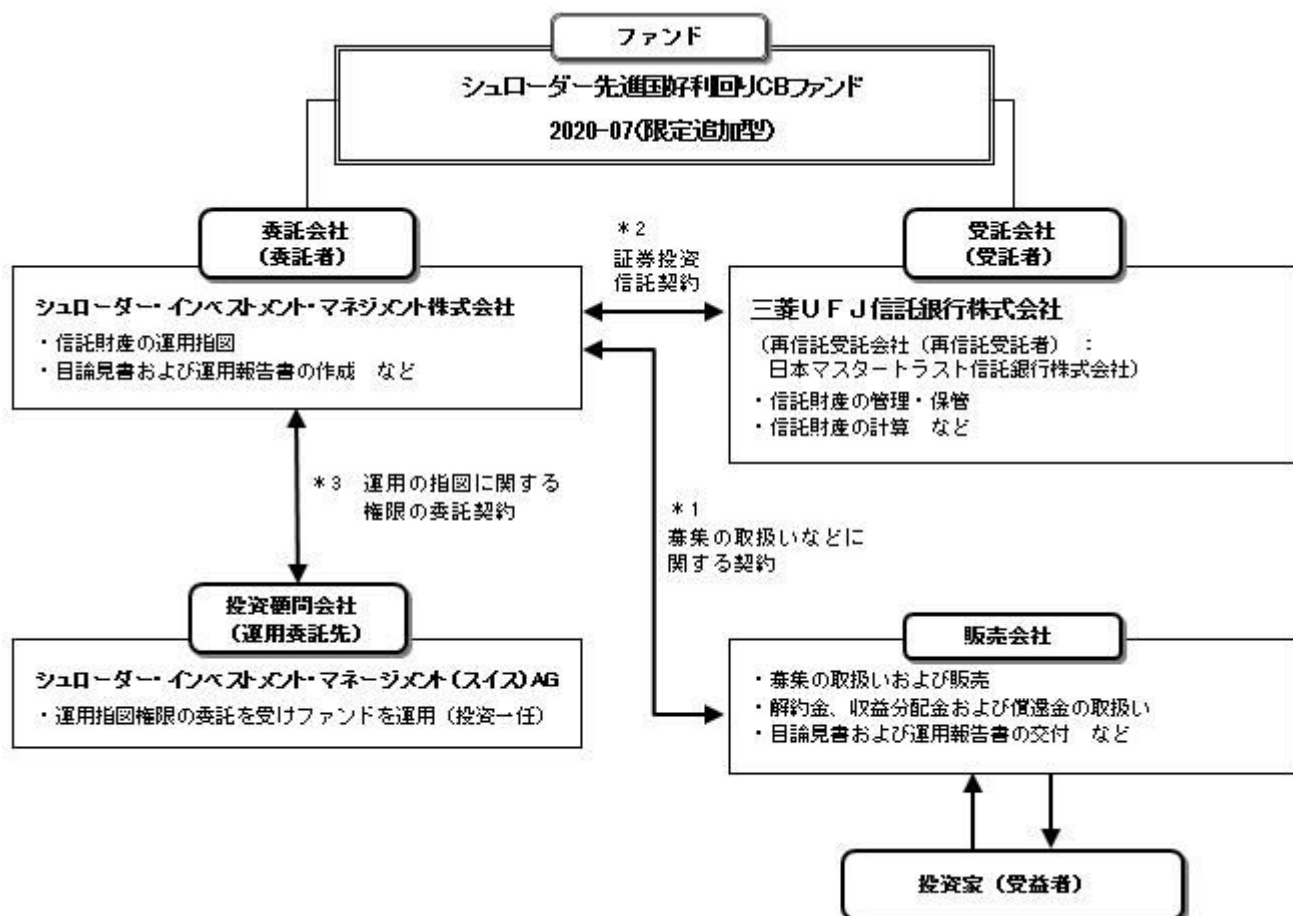 ファンド
シュローダー先進国好利回りCBファンド
2020-07(限定追加型)
委託会社
(委託者)
シュローダー・インベストメント・マネジメント株式会社
・信託財産の運用指図
・目論見書および運用報告書の作成 など
*2
証券投資
信託契約
受託会社
(受託者)
三菱UFJ信託銀行株式会社
(再信託受託会社(再信託受託者) :
日本マスタートラスト信託銀行株式会社)
・信託財産の管理・保管
・信託財産の計算 など
*3 運用の指図に関する
権限の委託契約
*1
募集の取扱いなどに
関する契約
投資顧問会社
(運用委託先)
シュローダー・インベストメント・マネージメント(スイス)AG
・運用指図権限の委託を受けファンドを運用(投資一任)
販売会社
・募集の取扱いおよび販売
・解約金、収益分配金および償還金の取扱い
・目論見書および運用報告書の交付 など
投資家(受益者)